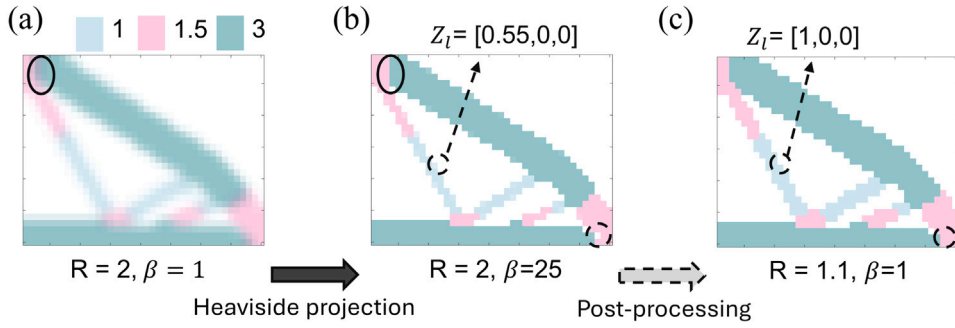 (a)
1 1.5 3
R = 2, β = 1
Heaviside projection
(b)
Z_l= [0.55,0,0]
R = 2, β=25
Post-processing
(c)
Z_l= [1,0,0]
R = 1.1, β=1